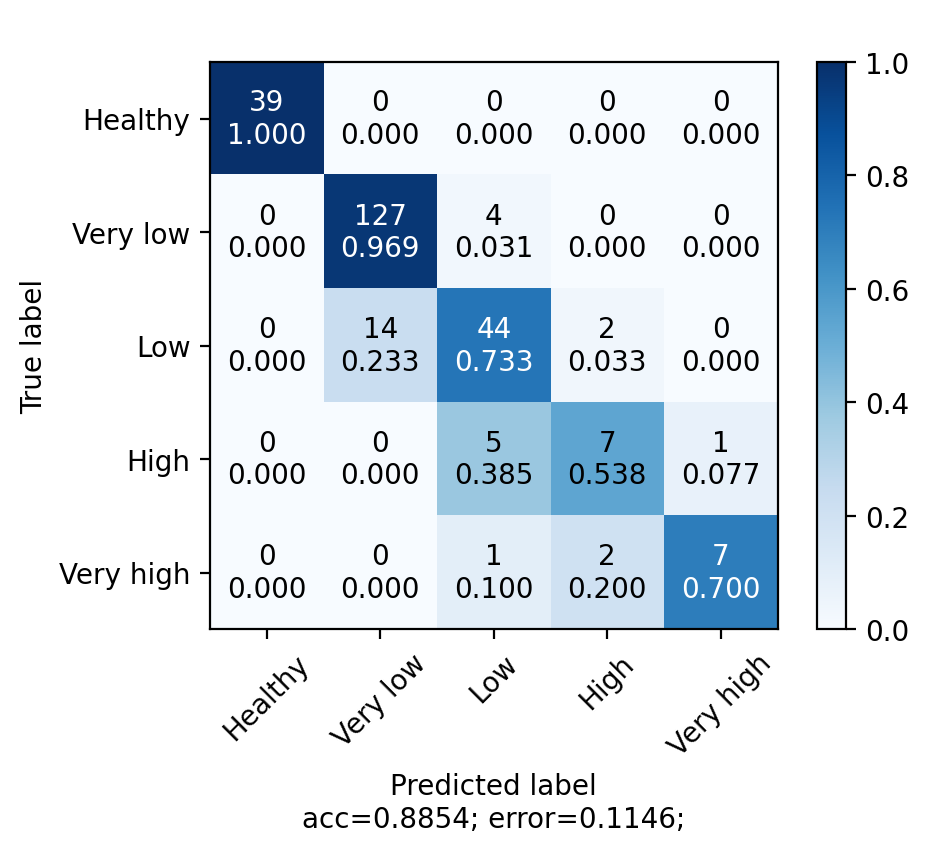 Healthy
Very low
Low
High
Very high
True label
39 0 0 0 0
1.000 0.000 0.000 0.000 0.000
0 127 4 0 0
0.000 0.969 0.031 0.000 0.000
0 14 44 2 0
0.000 0.233 0.733 0.033 0.000
0 0 5 7 1
0.000 0.000 0.385 0.538 0.077
0 0 1 2 7
0.000 0.000 0.100 0.200 0.700
1.0
0.8
0.6
0.4
0.2
0.0
Healthy
Very low
Low
High
Very high
Predicted label
acc=0.8854; error=0.1146;